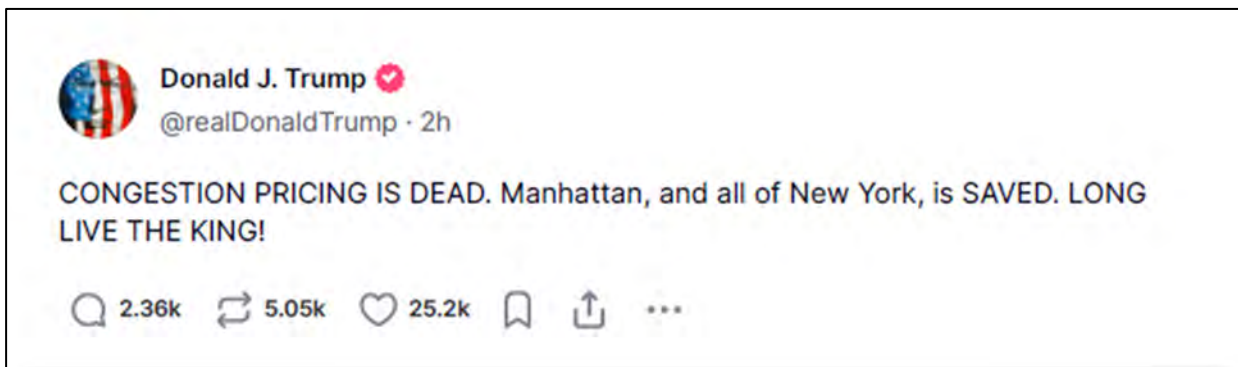 Donald J. Trump
@realDonaldTrump · 2h
CONGESTION PRICING IS DEAD. Manhattan, and all of New York, is SAVED. LONG
LIVE THE KING!
2.36k 5.05k 25.2k